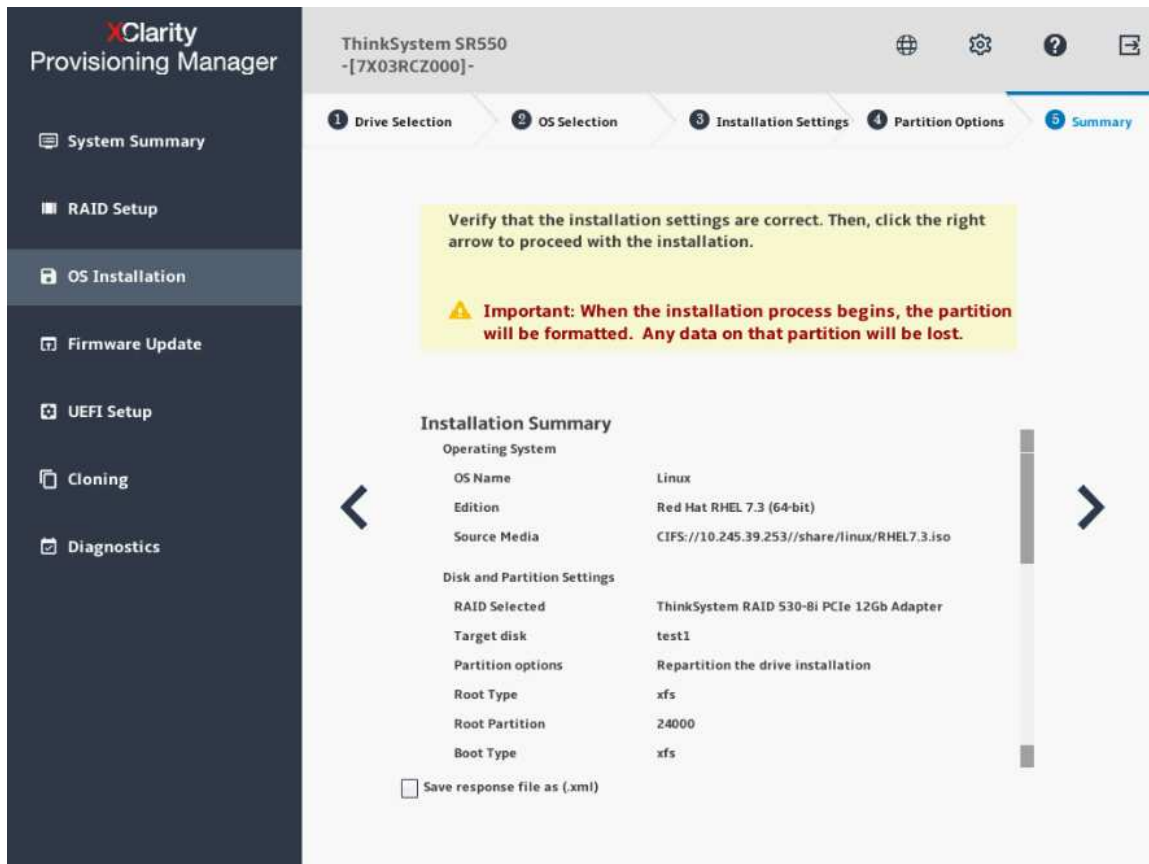 XClarity
Provisioning Manager
System Summary
RAID Setup
OS Installation
Firmware Update
UEFI Setup
Cloning
Diagnostics
ThinkSystem SR550
-[7X03RCZ000]-
?
1 Drive Selection
2 OS Selection
3 Installation Settings
4 Partition Options
5 Summary
Verify that the installation settings are correct. Then, click the right
arrow to proceed with the installation.
Important: When the installation process begins, the partition
will be formatted. Any data on that partition will be lost.
Installation Summary
Operating System
OS Name Linux
Edition Red Hat RHEL 7.3 (64-bit)
Source Media CIFS://10.245.39.253//share/linux/RHEL7.3.iso
Disk and Partition Settings
RAID Selected ThinkSystem RAID 530-8i PCIe 12Gb Adapter
Target disk test1
Partition options Repartition the drive installation
Root Type xfs
Root Partition 24000
Boot Type xfs
Save response file as (.xml)